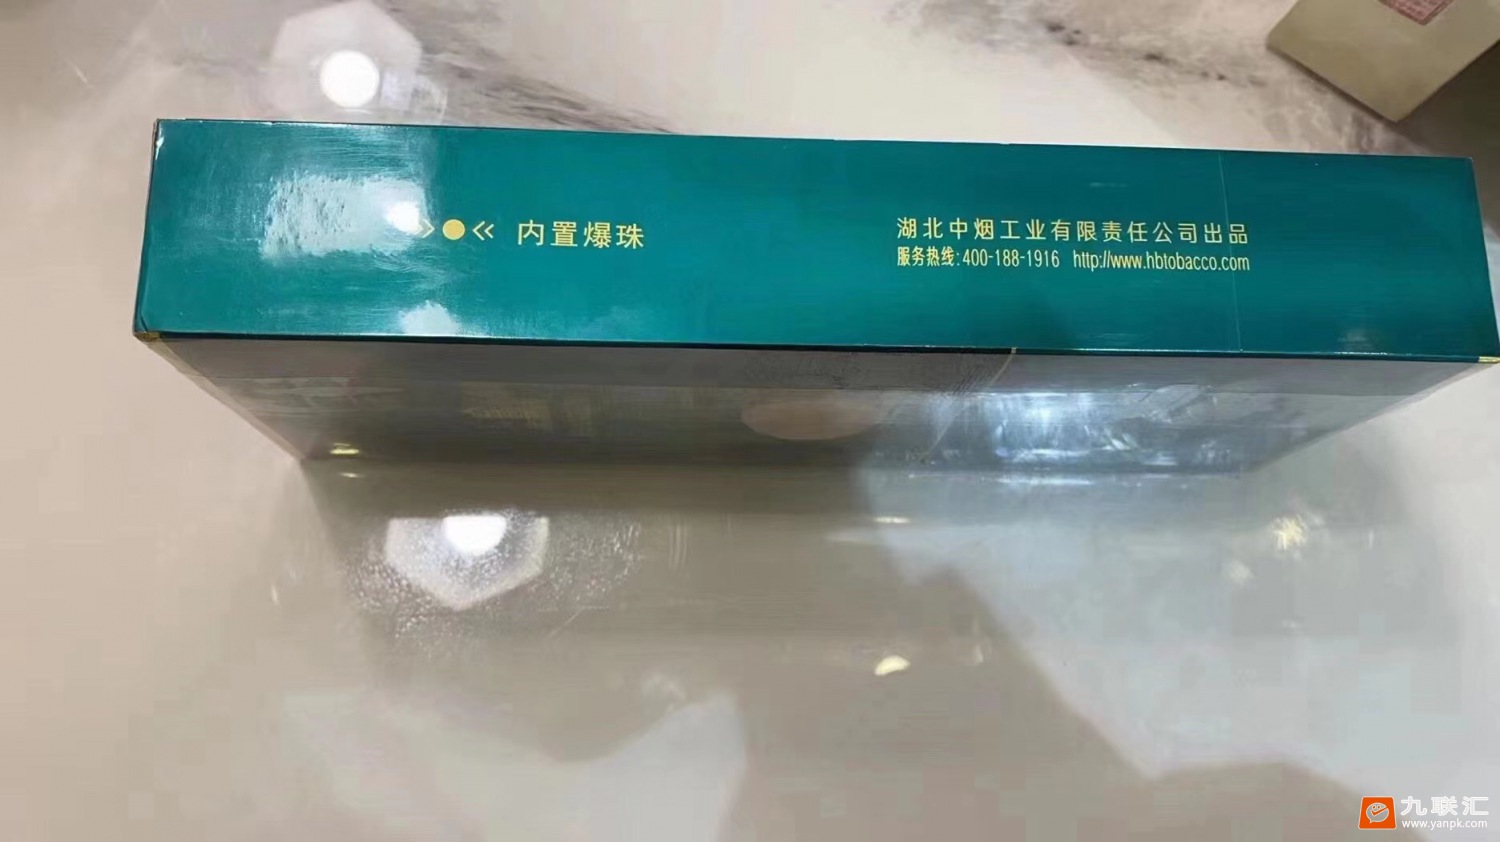 »●« 内置爆珠
湖北中烟工业有限责任公司出品
服务热线:400-188-1916 http://www.hbtobacco.com
九联汇
www.yanpk.com